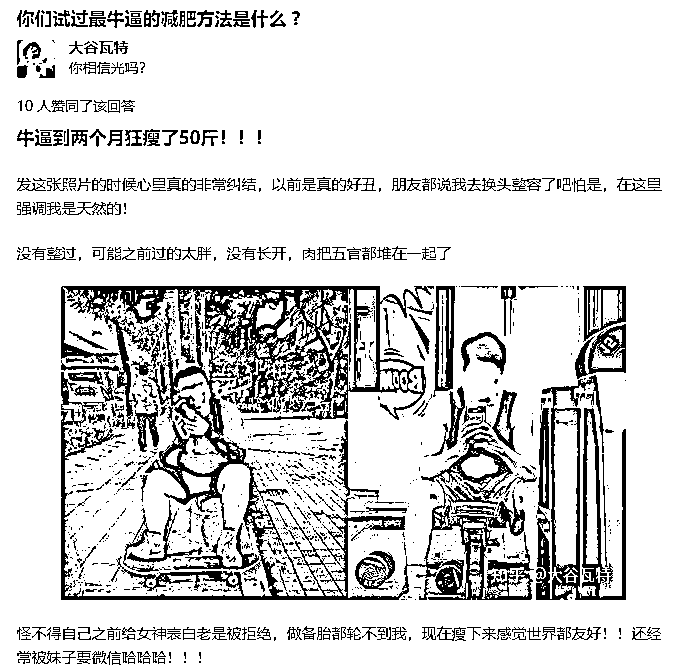 你们试过最牛逼的减肥方法是什么？
大谷瓦特
你相信光吗？
10 人赞同了该回答
牛逼到两个月狂瘦了50斤！！！
发这张照片的时候心里真的非常纠结，以前是真的好丑，朋友都说我去换头整容了吧怕是，在这里
强调我是天然的！
没有整过，可能之前过的太胖，没有长开，肉把五官都堆在一起了
BOOM
知乎 @大谷瓦特
怪不得自己之前给女神表白老是被拒绝，做备胎都轮不到我，现在瘦下来感觉世界都友好！！还经
常被妹子要微信哈哈哈！！！